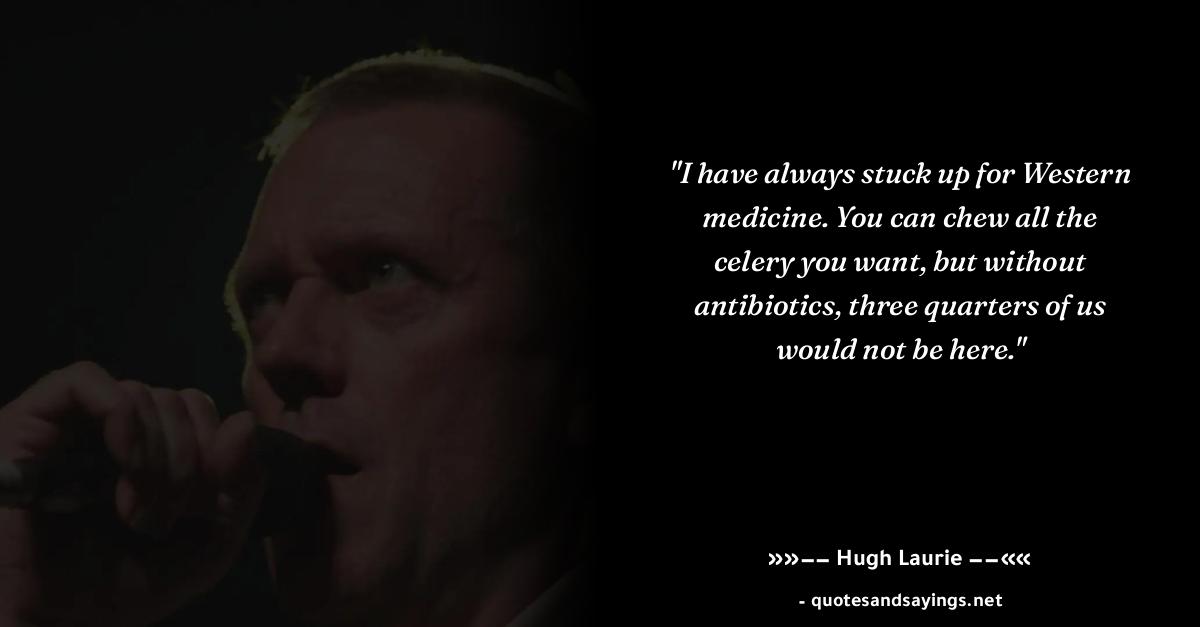 "I have always stuck up for Western
medicine. You can chew all the
celery you want, but without
antibiotics, three quarters of us
would not be here."
»»−− Hugh Laurie −−««
- quotesandsayings.net